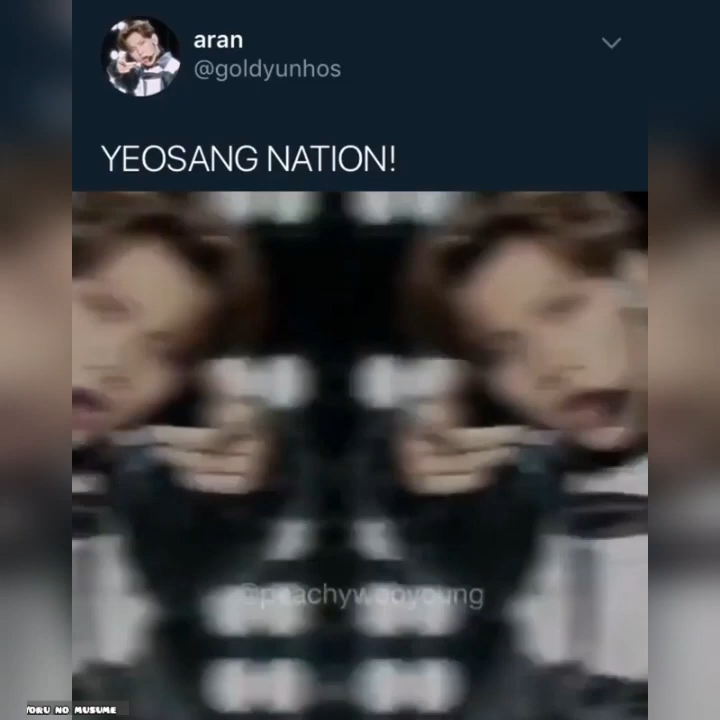 aran
@goldyunhos
YEOSANG NATION!
@peachywooyoung
YORU NO MUSUME